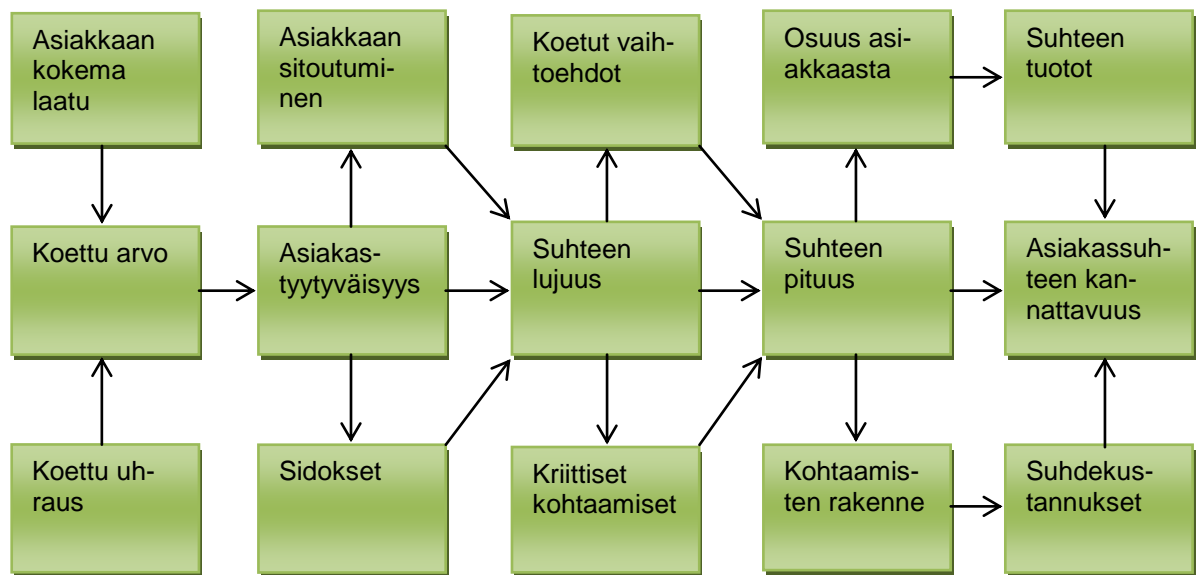 Asiakkaan
kokema
laatu
Asiakkaan
sitoutumi-
nen
Koetut vaih-
toehdot
Osuus asi-
akkaasta
Suhteen
tuotot
Koettu arvo
Asiakas-
tyytyväisyys
Suhteen
lujuus
Suhteen
pituus
Asiakassuh-
teen kan-
nattavuus
Koettu uh-
raus
Sidokset
Kriittiset
kohtaamiset
Kohtaamis-
ten rakenne
Suhdekus-
tannukset